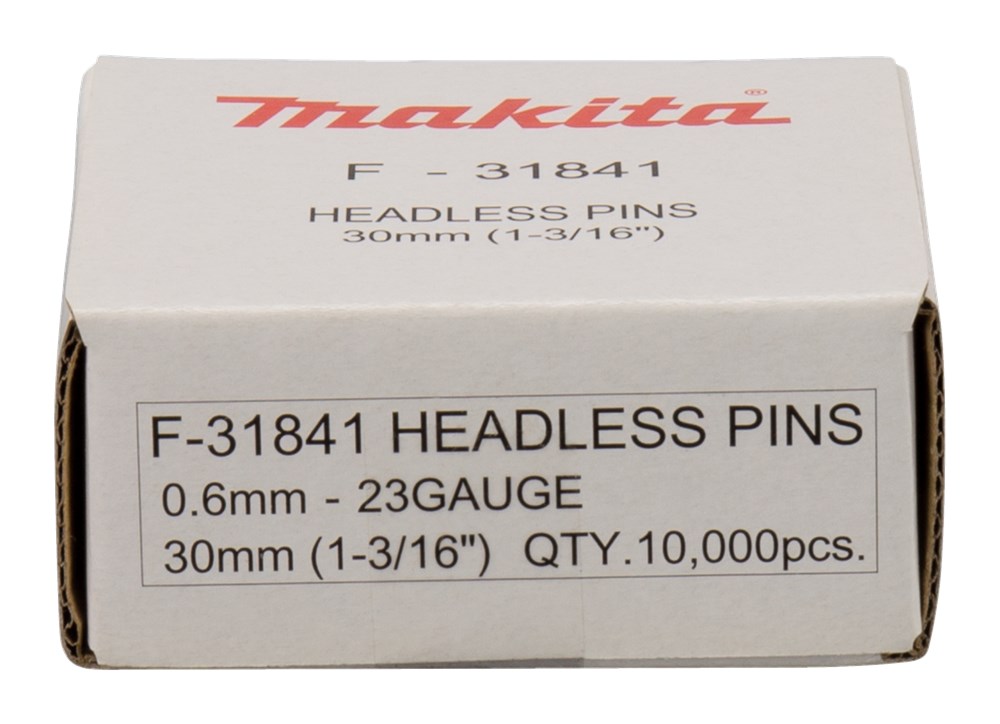 makita®
F - 31841
HEADLESS PINS
30mm (1-3/16")
F-31841 HEADLESS PINS
0.6mm - 23GAUGE
30mm (1-3/16") QTY.10,000pcs.